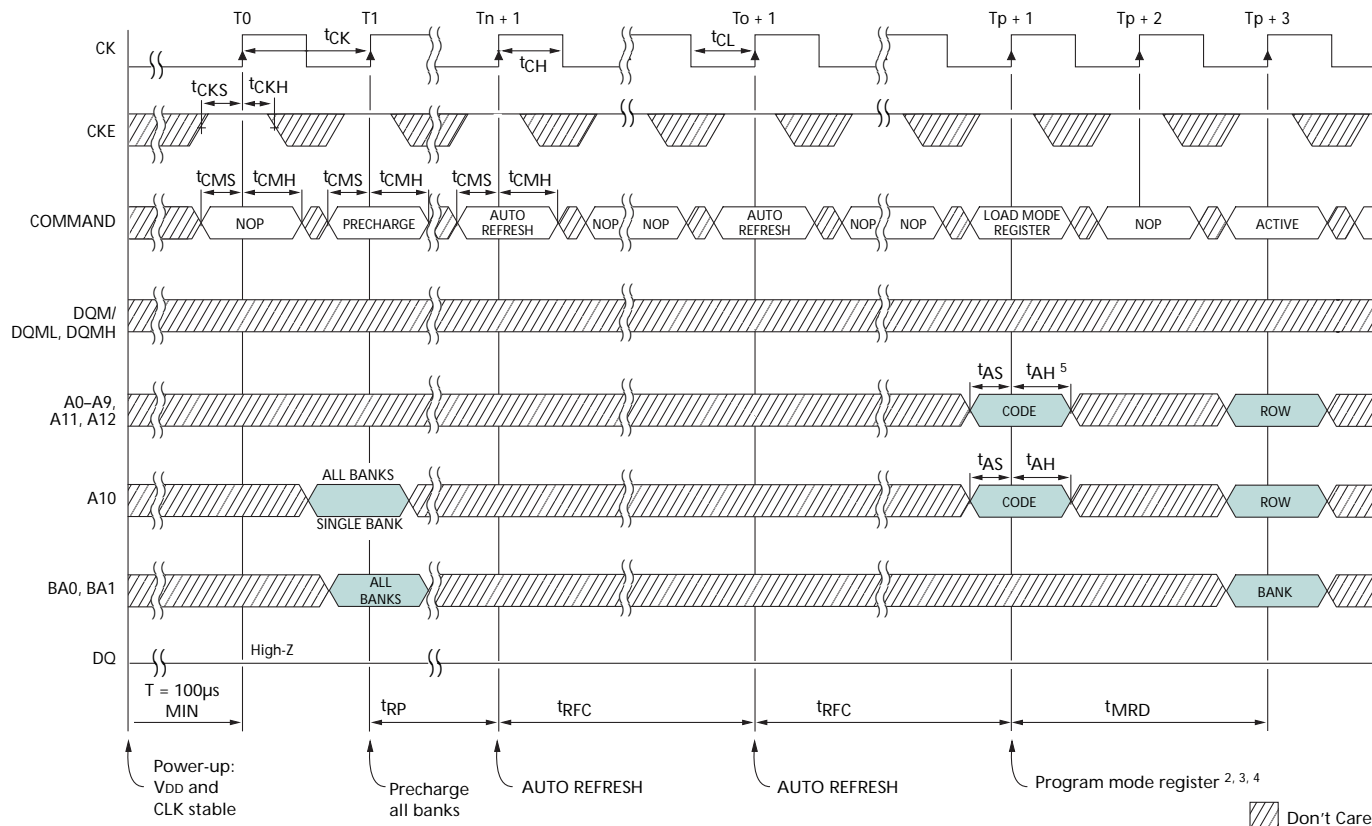 T0 T1 Tn + 1 To + 1 Tp + 1 Tp + 2 Tp + 3
CK tCK tCH tCL
tCKS tCKH
CKE
tCMS tCMH tCMS tCMH tCMS tCMH
COMMAND NOP PRECHARGE AUTO REFRESH NOP NOP AUTO REFRESH NOP NOP LOAD MODE REGISTER NOP ACTIVE
DQM/
DQML, DQMH
tAS tAH 5
A0–A9,
A11, A12 CODE ROW
ALL BANKS tAS tAH
A10 CODE ROW
SINGLE BANK
BA0, BA1 ALL BANKS BANK
DQ High-Z
T = 100µs
MIN tRP tRFC tRFC tMRD
Power-up:
VDD and
CLK stable
Precharge
all banks
AUTO REFRESH
AUTO REFRESH
Program mode register 2, 3, 4
Don't Care